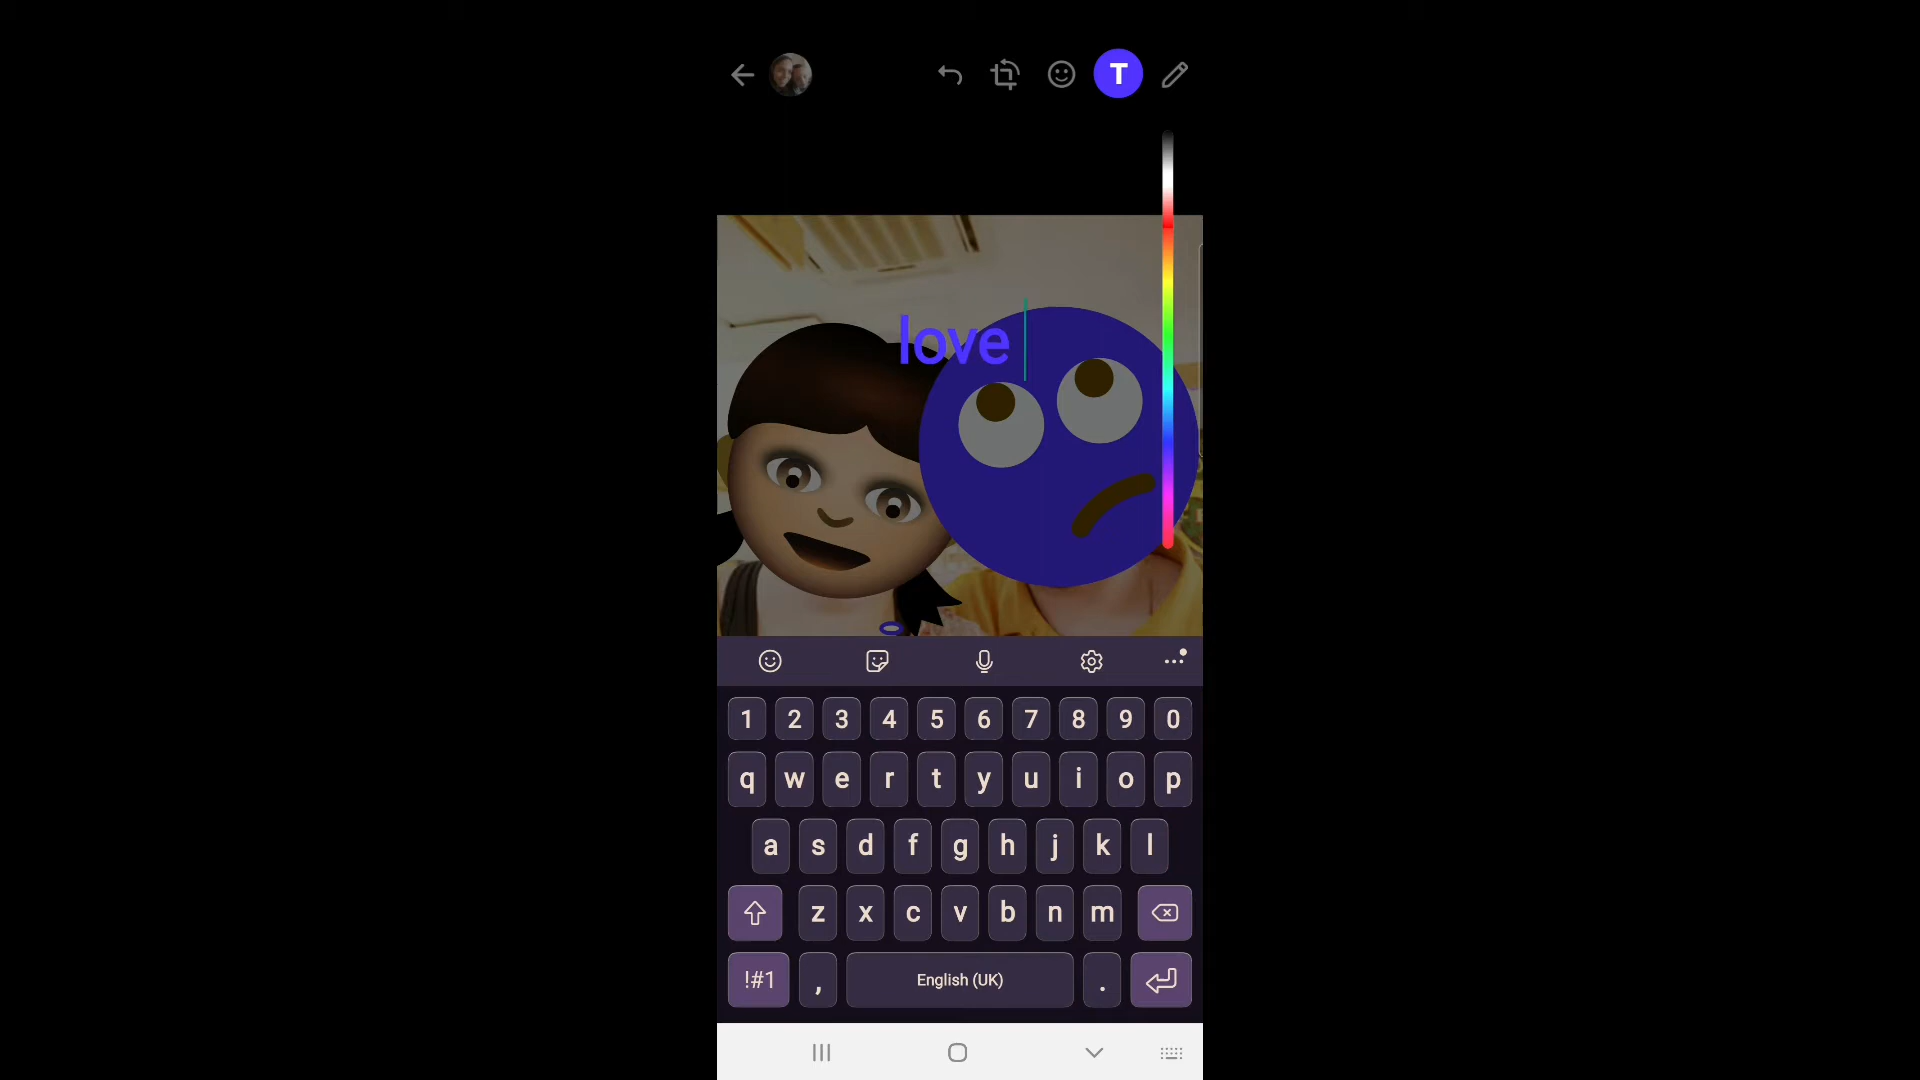 T
love
1 2 3 4 5 6 7 8 9 0
q w e r t y u i o p
a s d f g h j k l
z x c v b n m
!#1 , English (UK) .